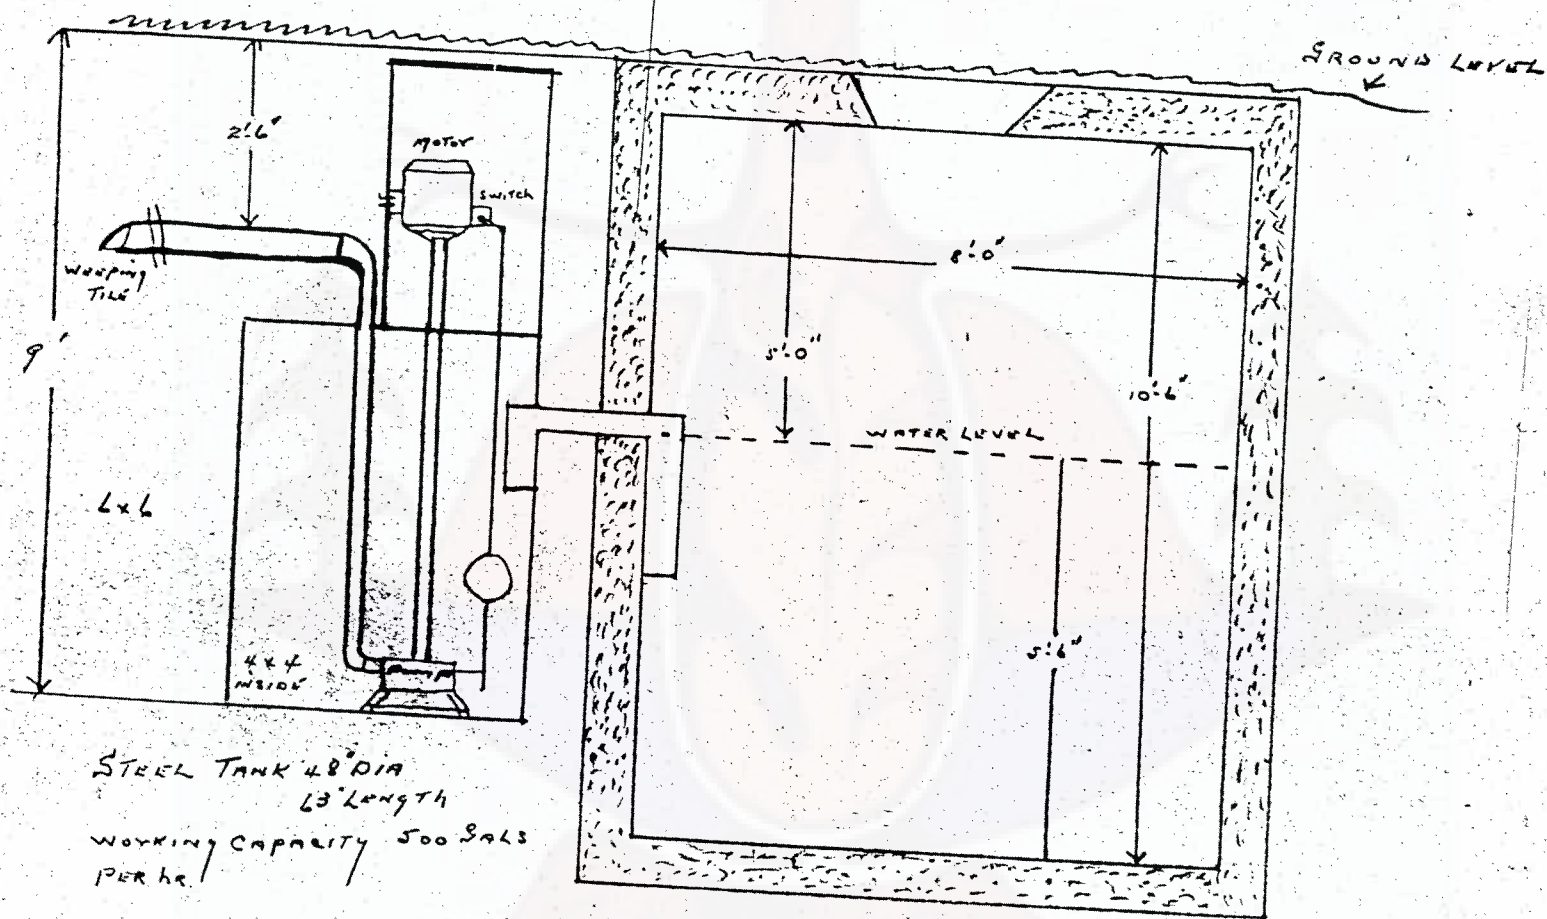 GROUND LEVEL
2'-6"
MOTOR
SWITCH
WEEPING
TILE
9'
8'-0"
5'-0"
10'-6"
WATER LEVEL
6x6
4x4
INSIDE
5'-6"
STEEL TANK 48" DIA
63" LENGTH
WORKING CAPACITY 500 GALS
PER hR.